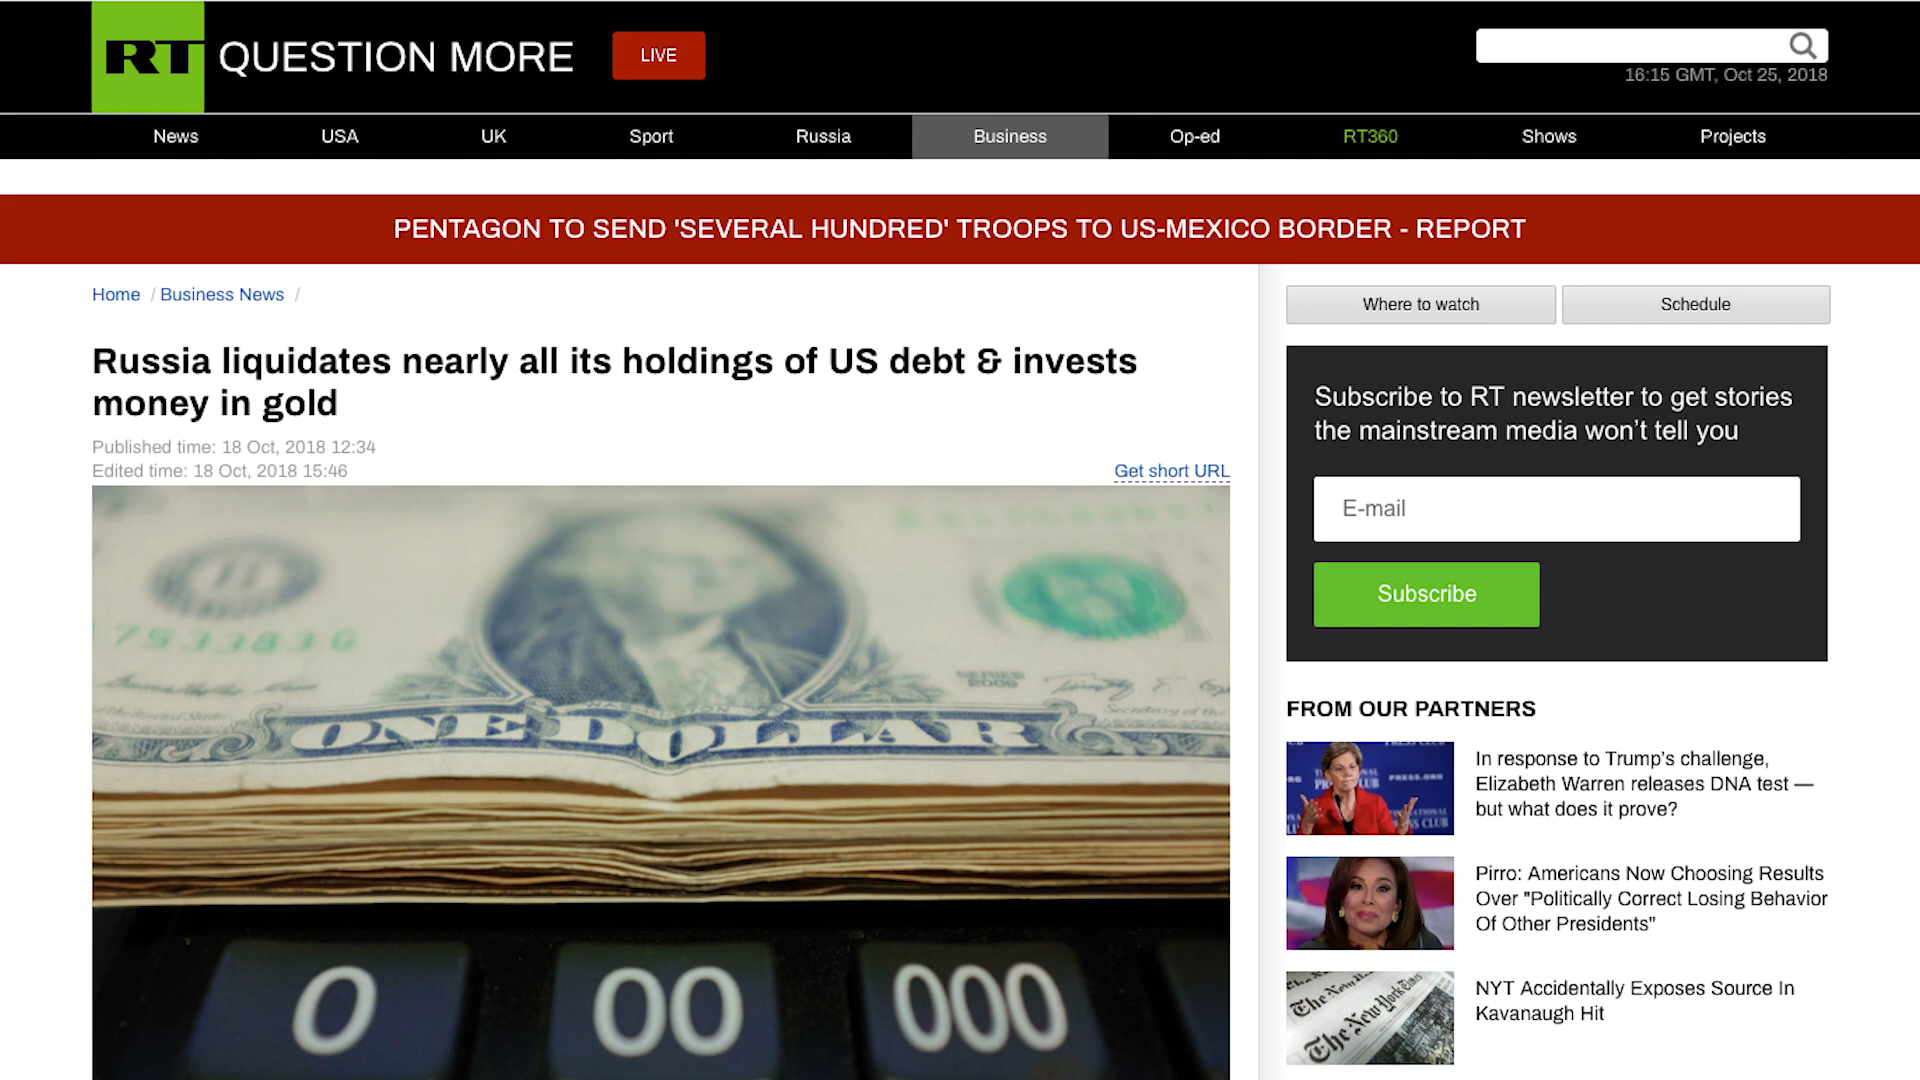 RT QUESTION MORE
LIVE
16:15 GMT, Oct 25, 2018
News USA UK Sport Russia Business Op-ed RT360 Shows Projects
PENTAGON TO SEND 'SEVERAL HUNDRED' TROOPS TO US-MEXICO BORDER - REPORT
Home / Business News /
Russia liquidates nearly all its holdings of US debt & invests
money in gold
Published time: 18 Oct, 2018 12:34
Edited time: 18 Oct, 2018 15:46
Get short URL
SERIES
2006
ONE DOLLAR
0 00 000
Where to watch
Schedule
Subscribe to RT newsletter to get stories
the mainstream media won’t tell you
E-mail
Subscribe
FROM OUR PARTNERS
In response to Trump’s challenge,
Elizabeth Warren releases DNA test —
but what does it prove?
Pirro: Americans Now Choosing Results
Over "Politically Correct Losing Behavior
Of Other Presidents"
The New York Times
NYT Accidentally Exposes Source In
Kavanaugh Hit